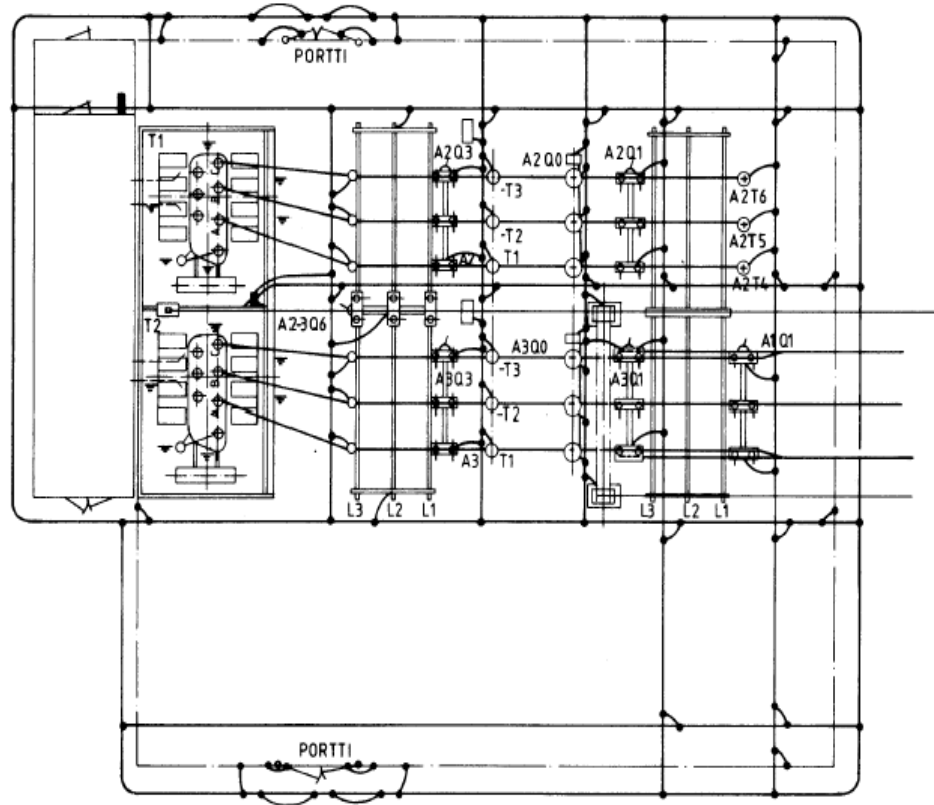 PORTTI
T1
A2Q3
A2Q0
A2Q1
-T3
A2T6
-T2
A2T5
T1
A2T4
T2
A2-3Q6
A3Q0
A1Q1
-T3
A3Q3
A3Q1
-T2
A3
T1
L3 L2 L1
L3 L2 L1
PORTTI